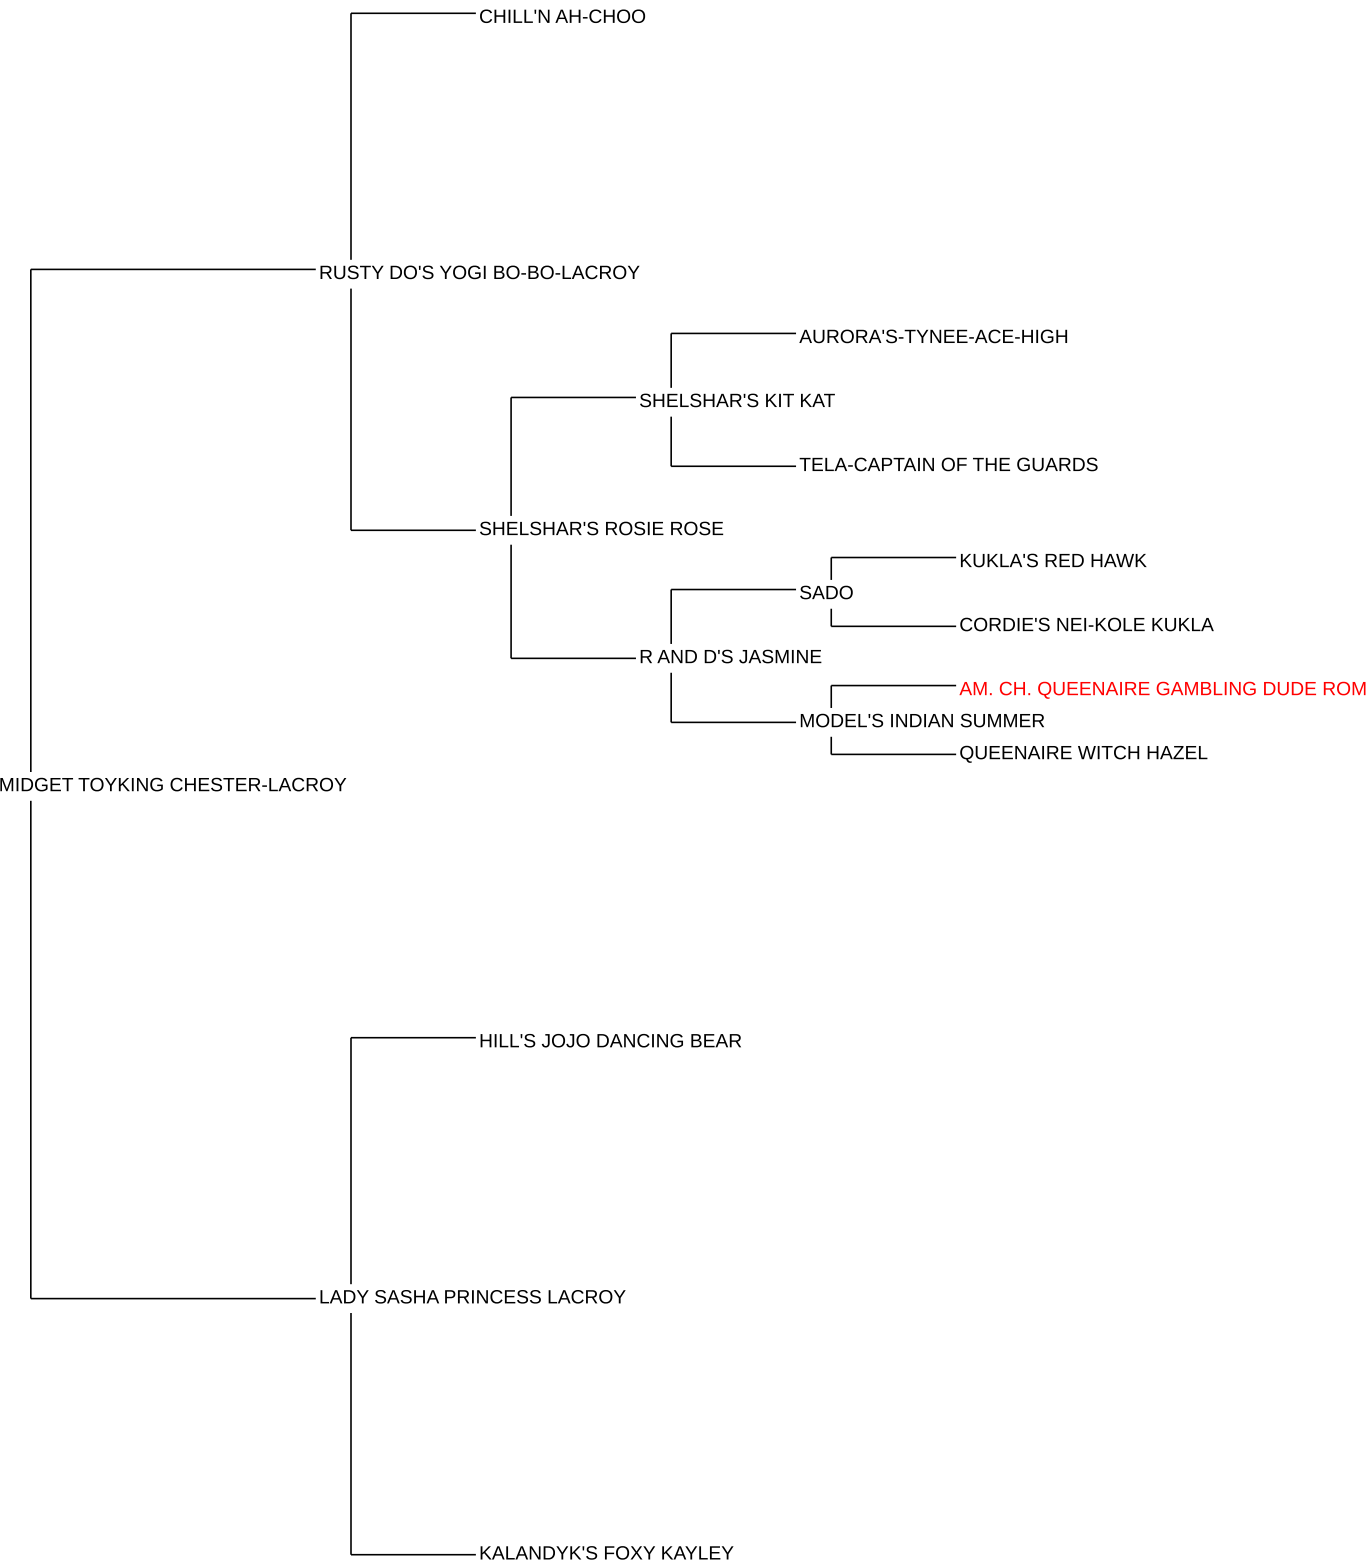 CHILL'N AH-CHOO
RUSTY DO'S YOGI BO-BO-LACROY
AURORA'S-TYNEE-ACE-HIGH
SHELSHAR'S KIT KAT
TELA-CAPTAIN OF THE GUARDS
SHELSHAR'S ROSIE ROSE
KUKLA'S RED HAWK
SADO
CORDIE'S NEI-KOLE KUKLA
R AND D'S JASMINE
AM. CH. QUEENAIRE GAMBLING DUDE ROM
MODEL'S INDIAN SUMMER
QUEENAIRE WITCH HAZEL
MIDGET TOYKING CHESTER-LACROY
HILL'S JOJO DANCING BEAR
LADY SASHA PRINCESS LACROY
KALANDYK'S FOXY KAYLEY